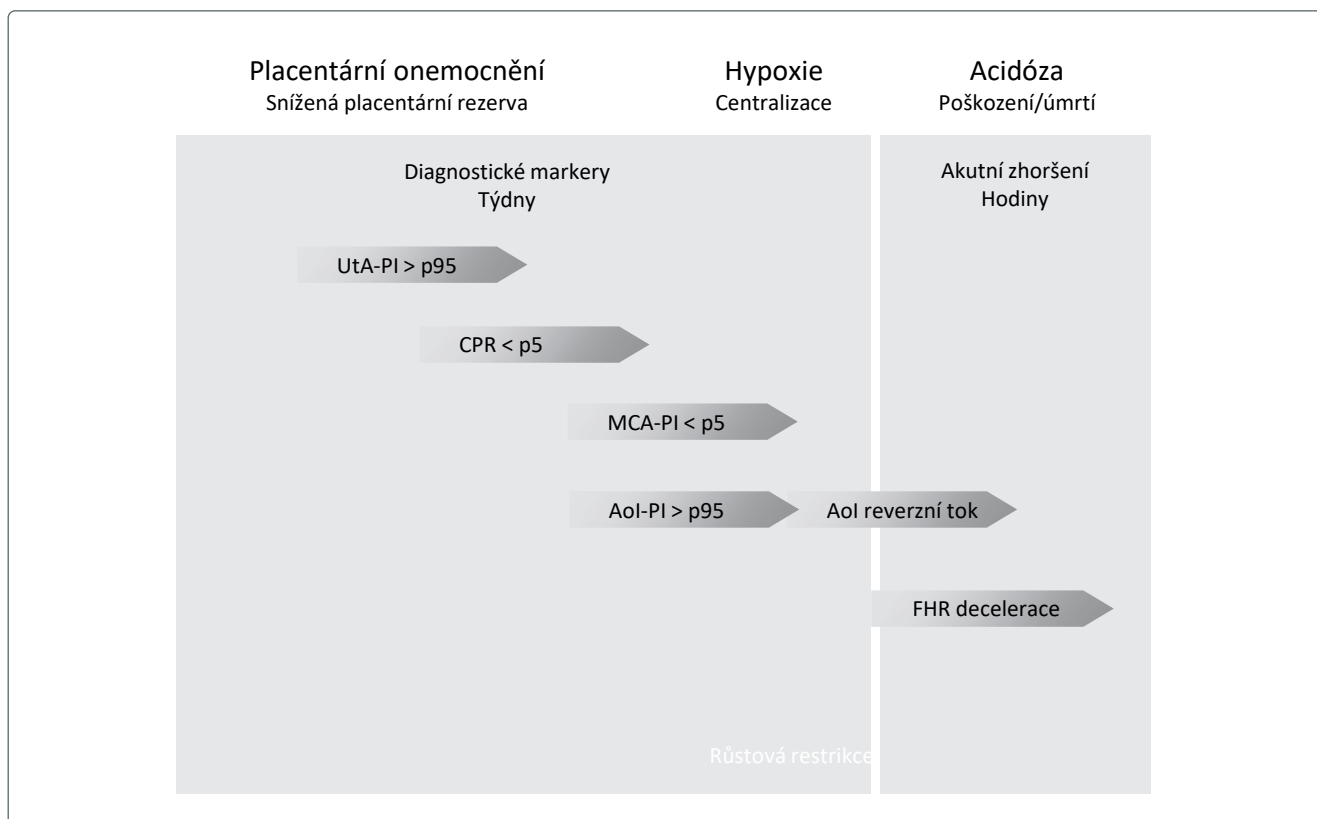 Placentární onemocnění
Snížená placentární rezerva
Hypoxie
Centralizace
Acidóza
Poškození/úmrtí
Diagnostické markery
Týdny
Akutní zhoršení
Hodiny
UtA-PI > p95
CPR < p5
MCA-PI < p5
AoI-PI > p95
AoI reverzní tok
FHR decelerace
Růstová restrikce